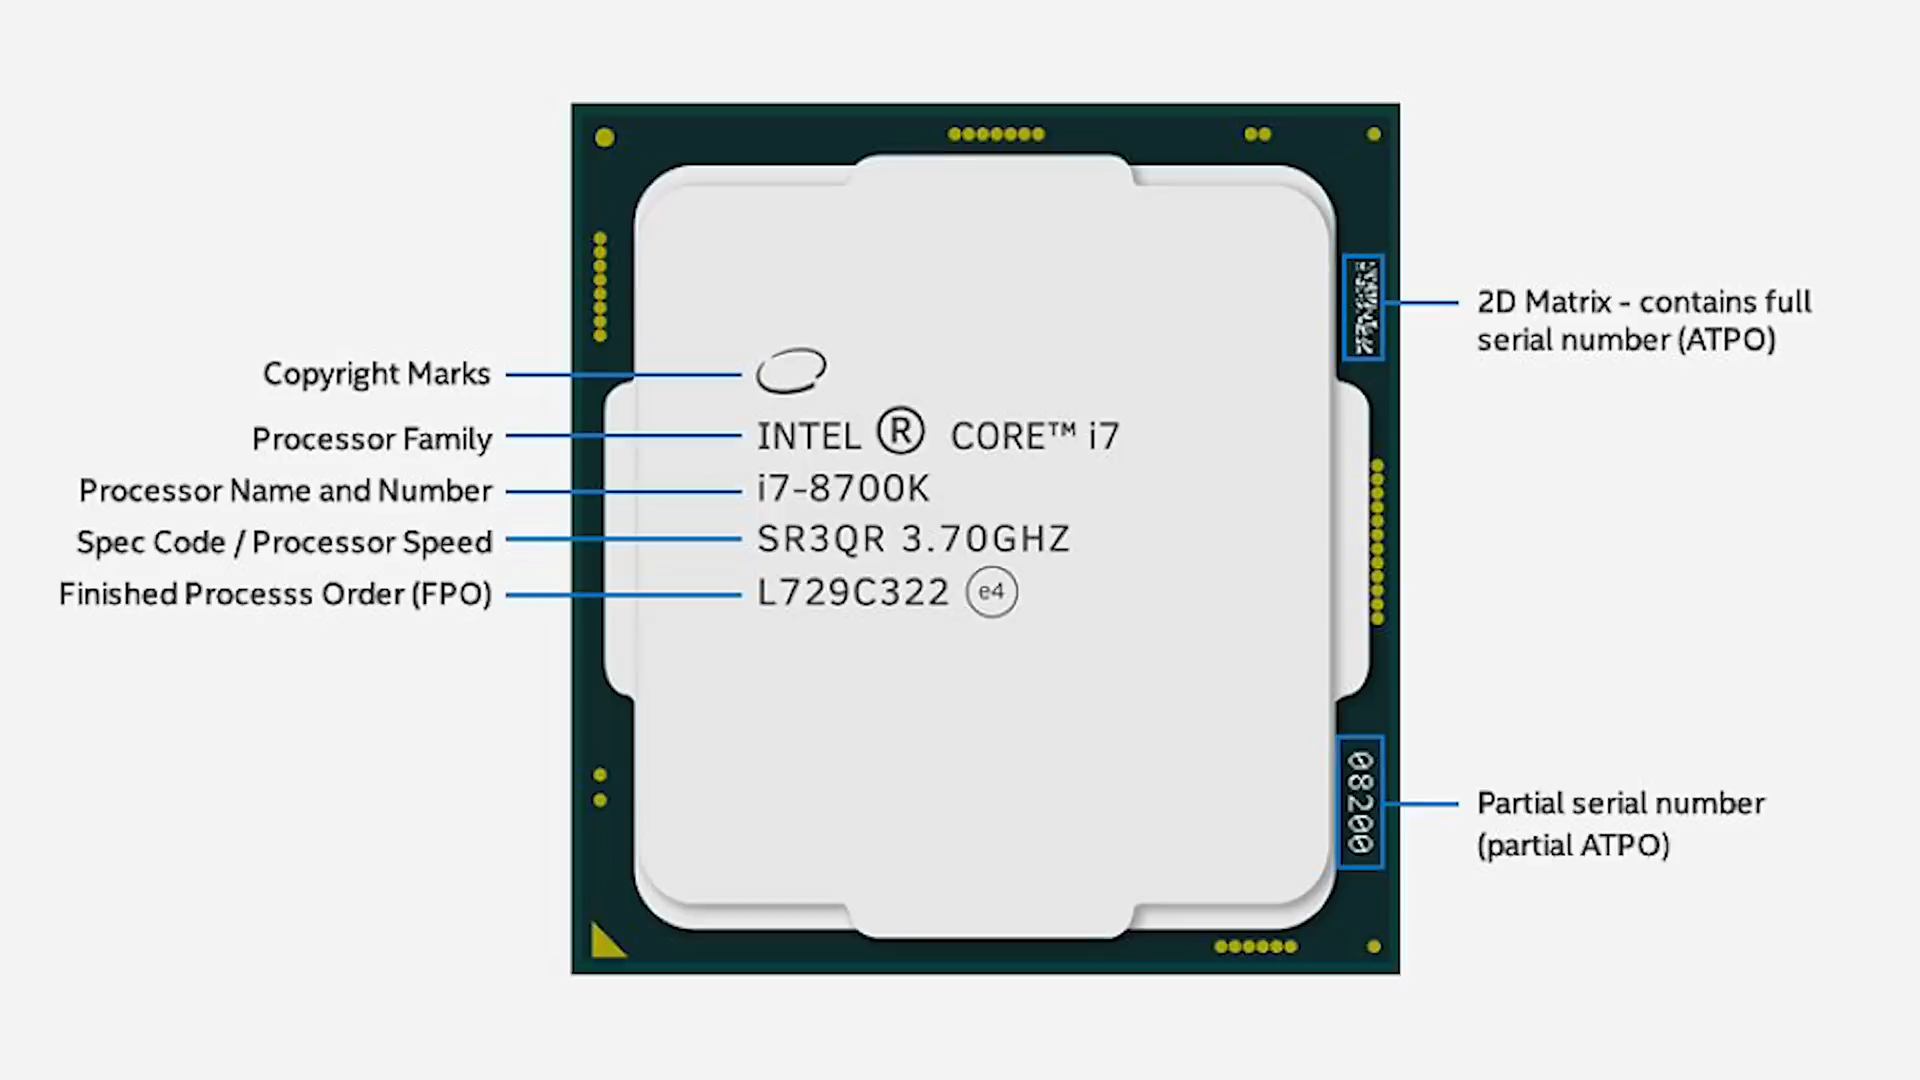 Copyright Marks
Processor Family
Processor Name and Number
Spec Code / Processor Speed
Finished Processs Order (FPO)
INTEL ® CORE™ i7
i7-8700K
SR3QR 3.70GHZ
L729C322 e4
2D Matrix - contains full
serial number (ATPO)
08200
Partial serial number
(partial ATPO)